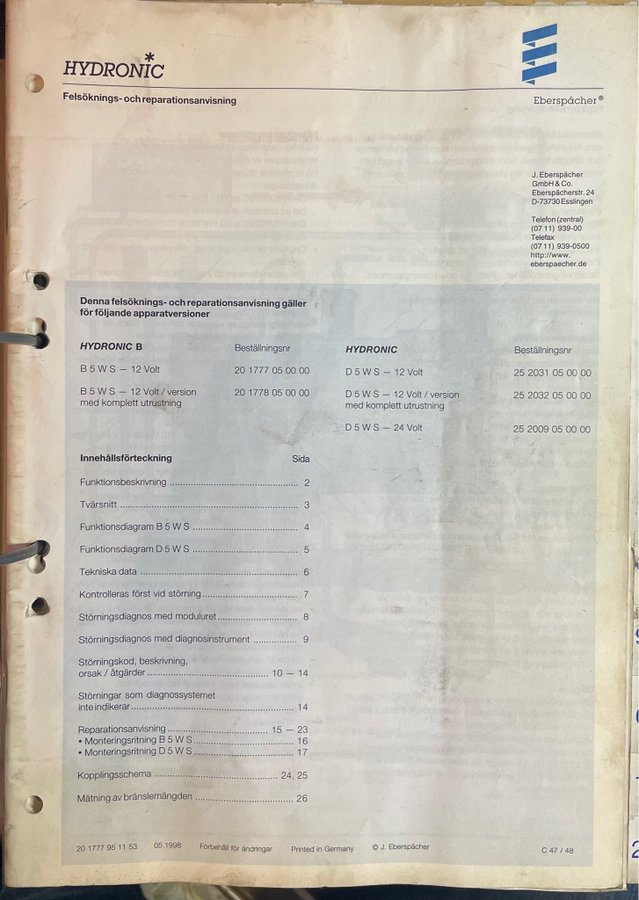 HYDRONIC
Felsöknings- och reparationsanvisning
Eberspächer®
J. Eberspächer
GmbH & Co.
Eberspächerstr. 24
D-73730 Esslingen
Telefon (zentral)
(07 11) 939-00
Telefax
(07 11) 939-0500
http://www.
eberspaecher.de
Denna felsöknings- och reparationsanvisning gäller
för följande apparatversioner
HYDRONIC B Beställningsnr
B 5 W S — 12 Volt 20 1777 05 00 00
B 5 W S — 12 Volt / version 20 1778 05 00 00
med komplett utrustning
HYDRONIC Beställningsnr
D 5 W S — 12 Volt 25 2031 05 00 00
D 5 W S — 12 Volt / version 25 2032 05 00 00
med komplett utrustning
D 5 W S — 24 Volt 25 2009 05 00 00
Innehållsförteckning Sida
Funktionsbeskrivning ........ 2
Tvärsnitt ........ 3
Funktionsdiagram B 5 W S ........ 4
Funktionsdiagram D 5 W S ........ 5
Tekniska data ........ 6
Kontrolleras först vid störning ........ 7
Störningsdiagnos med moduluret ........ 8
Störningsdiagnos med diagnosinstrument ........ 9
Störningskod, beskrivning,
orsak / åtgärder ........ 10 — 14
Störningar som diagnossystemet
inte indikerar ........ 14
Reparationsanvisning ........ 15 — 23
• Monteringsritning B 5 W S ........ 16
• Monteringsritning D 5 W S ........ 17
Kopplingsschema ........ 24, 25
Mätning av bränslemängden ........ 26
20 1777 95 11 53 05.1998 Förbehåll för ändringar Printed in Germany © J. Eberspächer C 47 / 48